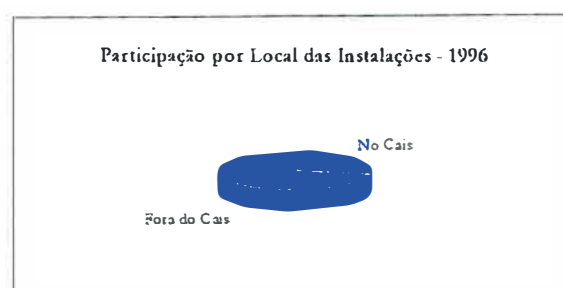 Participação por Local das Instalações - 1996
No Cais
Fora do Cais